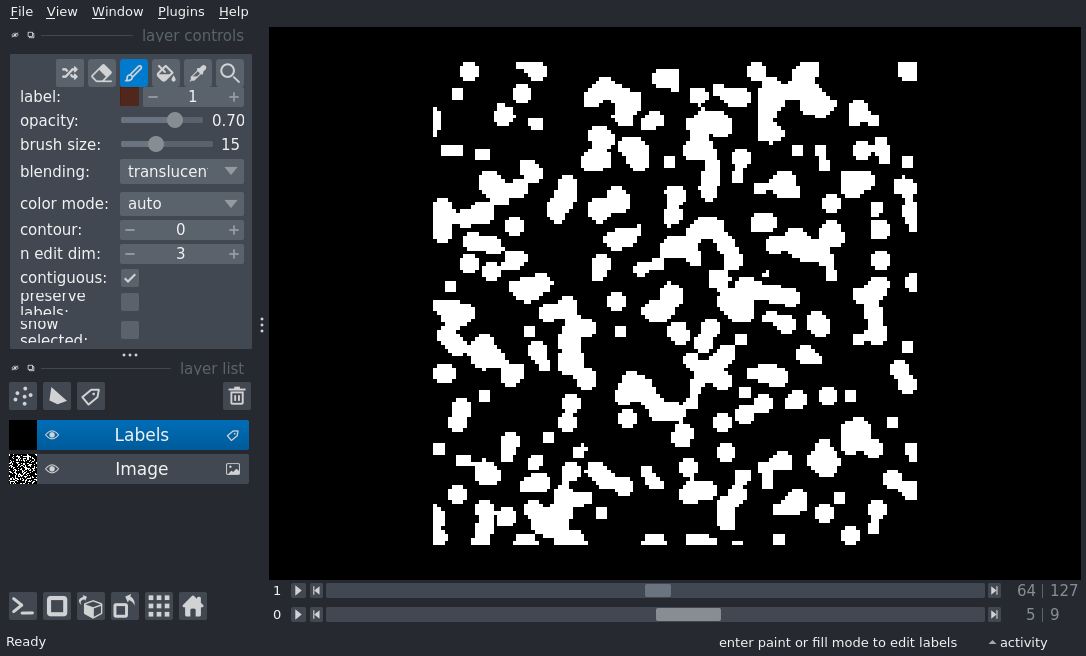 File View Window Plugins Help
layer controls
label: 1
opacity: 0.70
brush size: 15
blending: translucen
color mode: auto
contour: 0
n edit dim: 3
contiguous:
preserve
labels:
show
selected:
layer list
Labels
Image
1 64 127
0 5 9
Ready enter paint or fill mode to edit labels activity